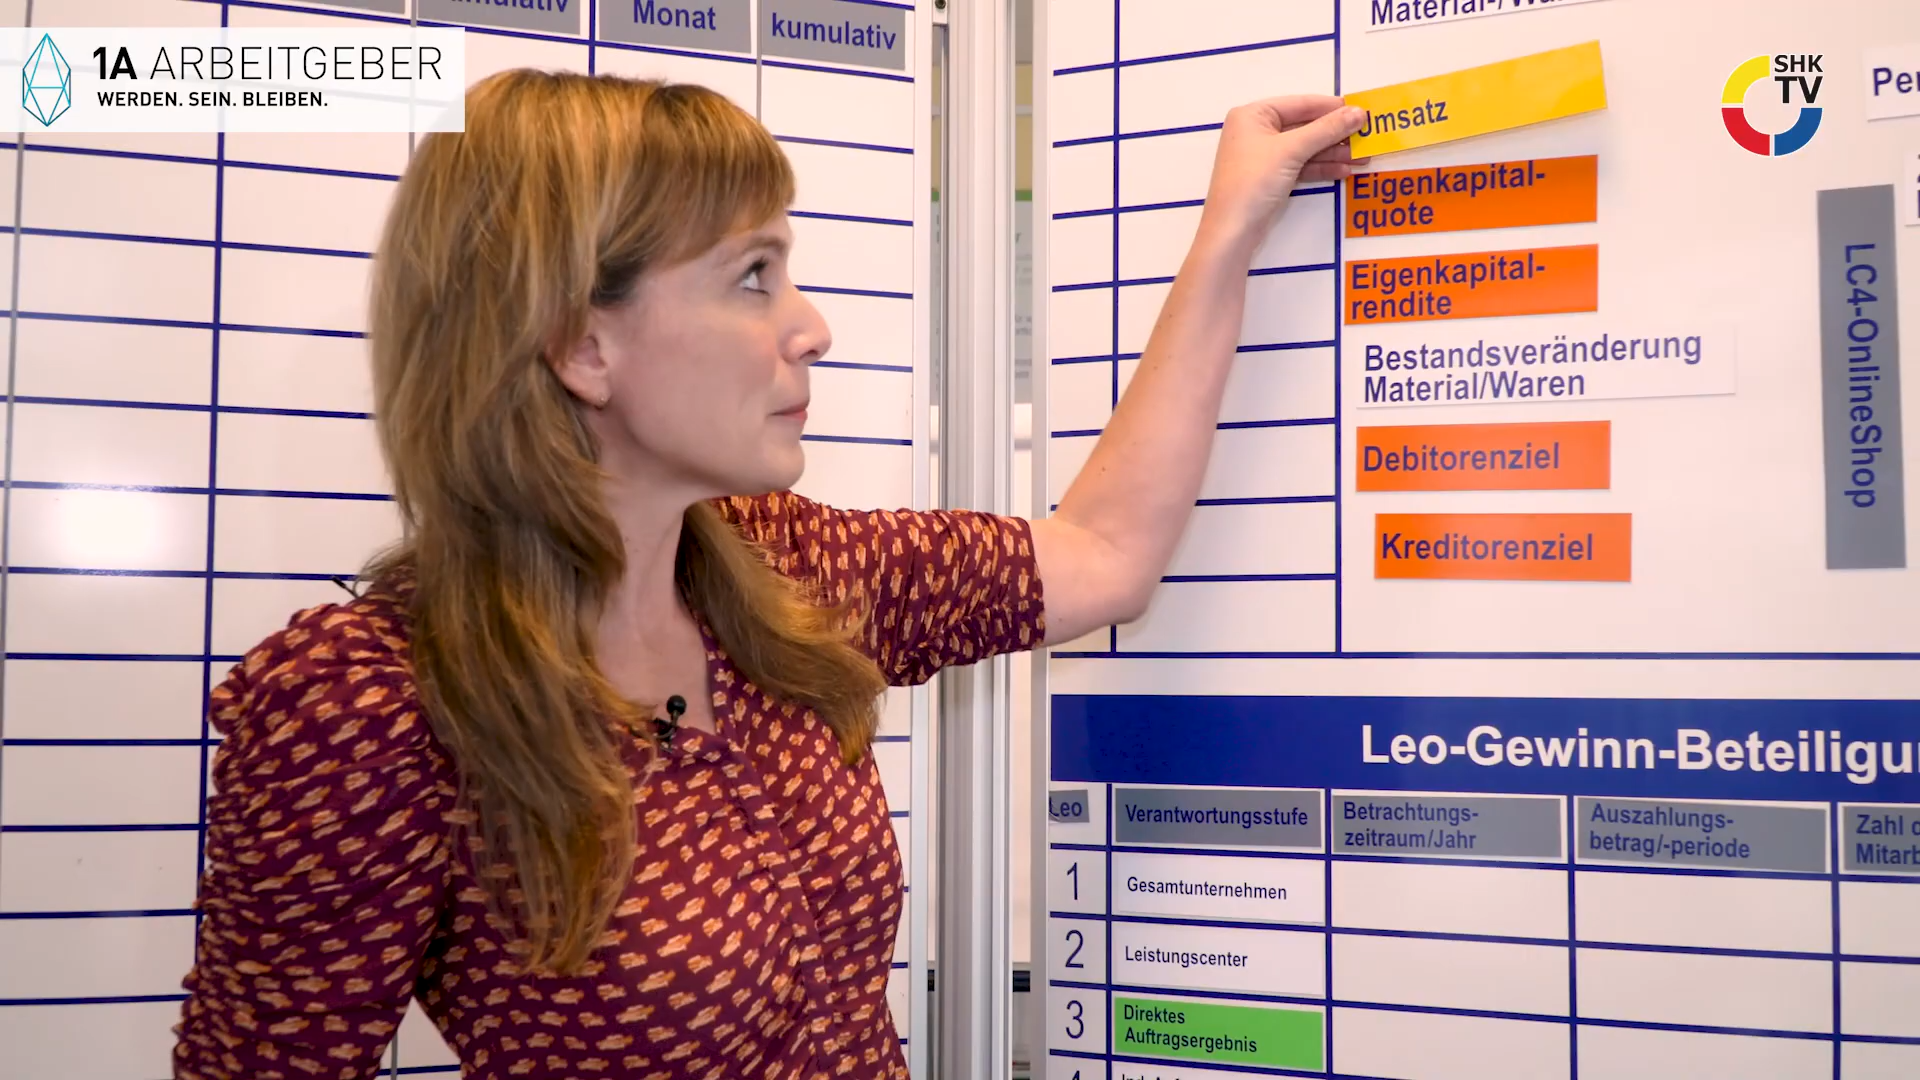 Monat
kumulativ
1A ARBEITGEBER
WERDEN. SEIN. BLEIBEN.
SHK
TV
Umsatz
Eigenkapital-
quote
Eigenkapital-
rendite
Bestandsveränderung
Material/Waren
Debitorenziel
Kreditorenziel
LC4-OnlineShop
Leo-Gewinn-Beteiligu
Leo
Verantwortungsstufe
Betrachtungs-
zeitraum/Jahr
Auszahlungs-
betrag/-periode
Zahl
Mitarb
1
Gesamtunternehmen
2
Leistungscenter
3
Direktes
Auftragsergebnis